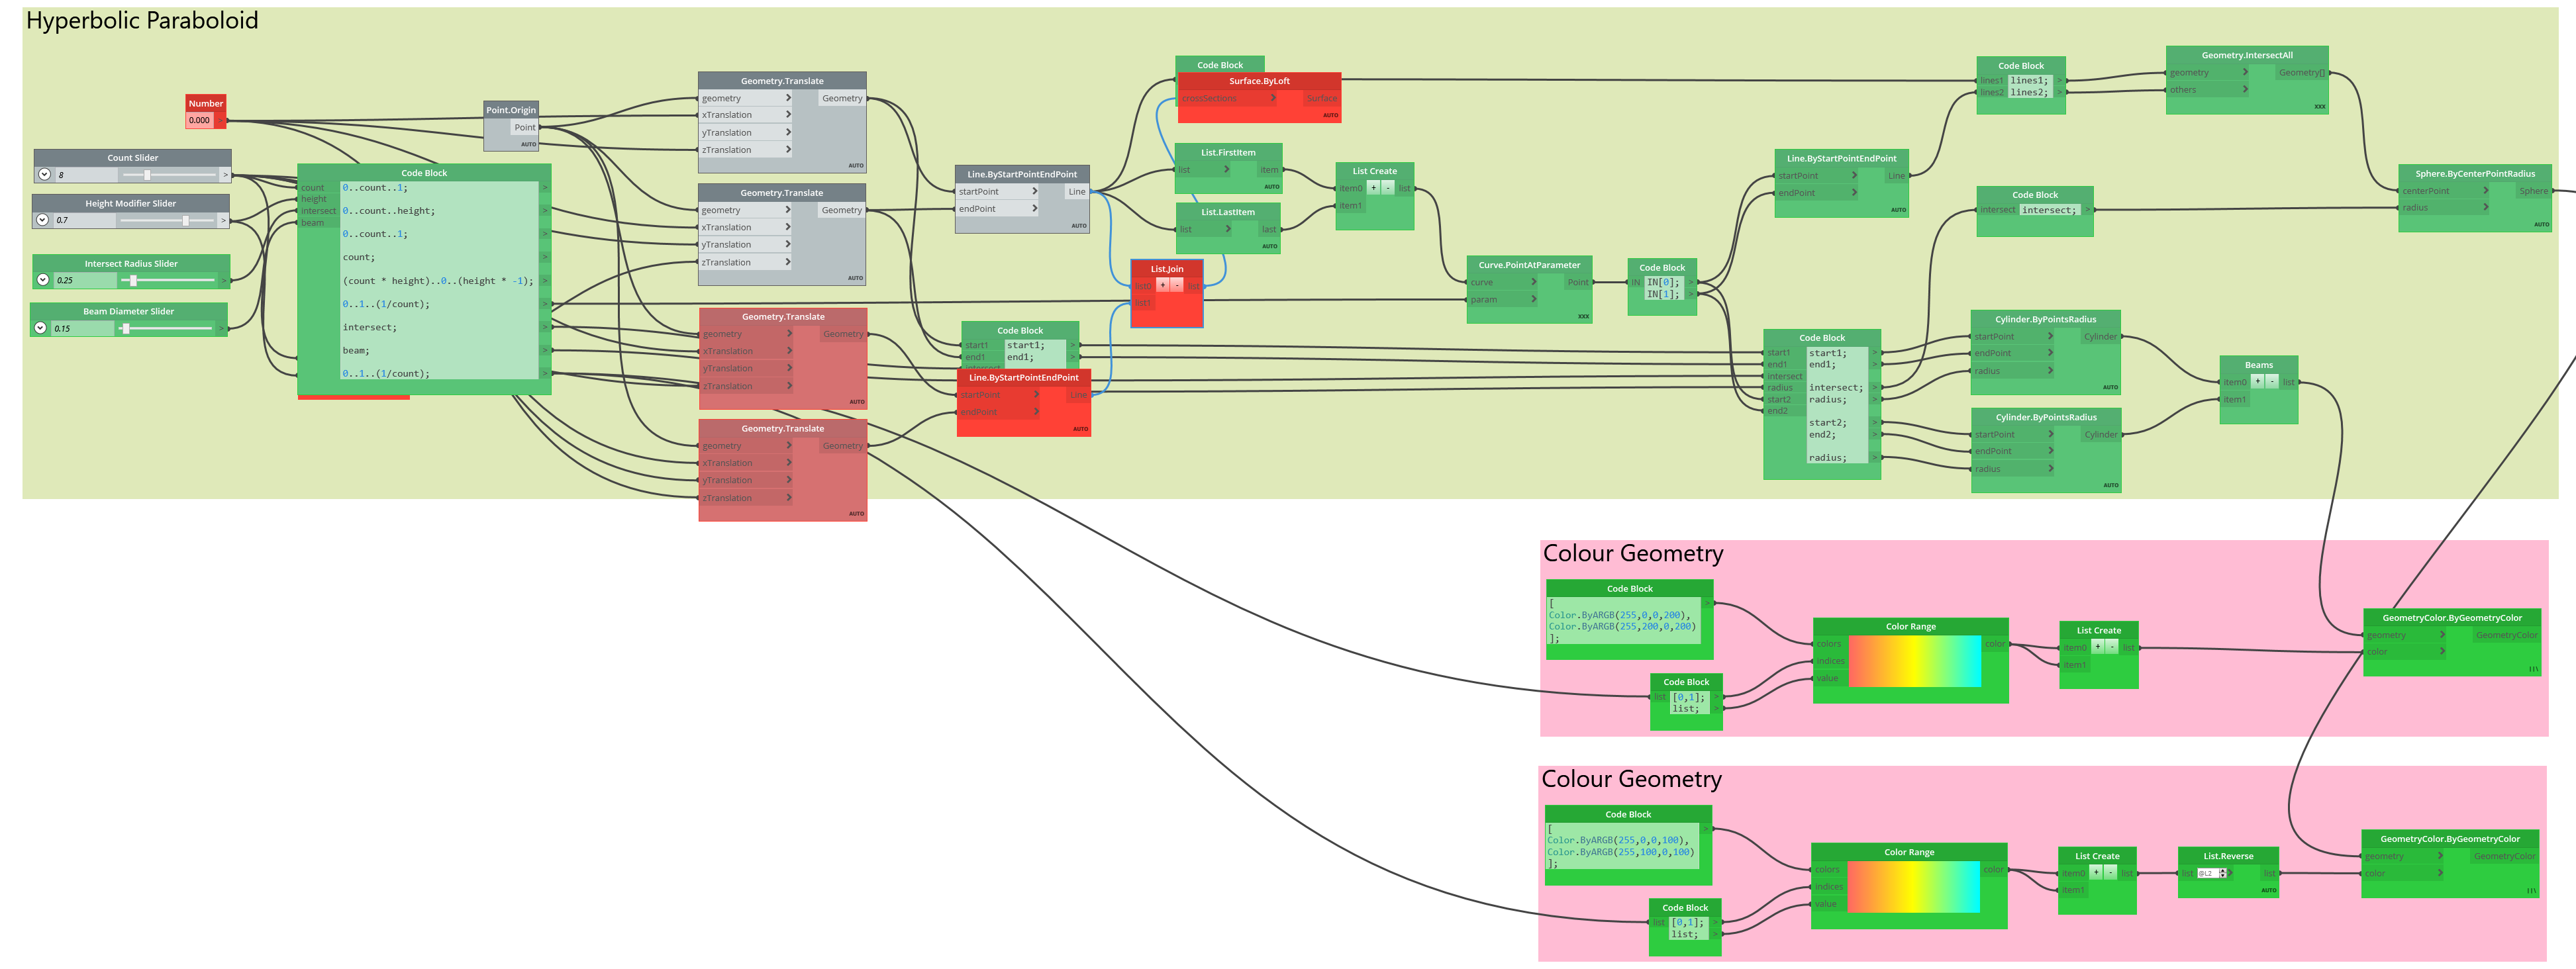 Hyperbolic Paraboloid
Number
0.000 >
Count Slider
8 >
Height Modifier Slider
0.7 >
Intersect Radius Slider
0.25 >
Beam Diameter Slider
0.15 >
Code Block
count 0..count..1; >
height
intersect 0..count..height; >
beam
0..count..1; >
count; >
(count * height)..0..(height * -1); >
0..1..(1/count); >
intersect; >
beam; >
0..1..(1/count); >
Point.Origin
Point
AUTO
Geometry.Translate
geometry > Geometry
xTranslation >
yTranslation >
zTranslation >
AUTO
Geometry.Translate
geometry > Geometry
xTranslation >
yTranslation >
zTranslation >
AUTO
Geometry.Translate
geometry > Geometry
xTranslation >
yTranslation >
zTranslation >
AUTO
Geometry.Translate
geometry > Geometry
xTranslation >
yTranslation >
zTranslation >
AUTO
Line.ByStartPointEndPoint
startPoint > Line
endPoint >
AUTO
Code Block
start1 start1; >
end1 end1; >
Line.ByStartPointEndPoint
startPoint > Line
endPoint >
AUTO
List.Join
list0 + - list
list1
Code Block
Surface.ByLoft
crossSections > Surface
AUTO
List.FirstItem
list > item
AUTO
List.LastItem
list > last
AUTO
List Create
item0 + - list
item1
Curve.PointAtParameter
curve > Point
param >
XXX
Code Block
IN IN[0]; >
IN[1]; >
Line.ByStartPointEndPoint
startPoint > Line
endPoint >
AUTO
Code Block
start1 start1; >
end1 end1; >
intersect
radius intersect; >
start2 radius; >
end2
start2; >
end2; >
radius; >
Code Block
lines1 lines1; >
lines2 lines2; >
Code Block
intersect intersect; >
Geometry.IntersectAll
geometry > Geometry[]
others >
XXX
Cylinder.ByPointsRadius
startPoint > Cylinder
endPoint >
radius >
AUTO
Cylinder.ByPointsRadius
startPoint > Cylinder
endPoint >
radius >
AUTO
Beams
item0 + - list
item1
Sphere.ByCenterPointRadius
centerPoint > Sphere
radius >
AUTO
Colour Geometry
Code Block
[ >
Color.ByARGB(255,0,0,200),
Color.ByARGB(255,200,0,200)
];
Code Block
list [0,1]; >
list; >
Color Range
colors color
indices
value
List Create
item0 + - list
item1
GeometryColor.ByGeometryColor
geometry > GeometryColor
color >
Colour Geometry
Code Block
[ >
Color.ByARGB(255,0,0,100),
Color.ByARGB(255,100,0,100)
];
Code Block
list [0,1]; >
list; >
Color Range
colors color
indices
value
List Create
item0 + - list
item1
List.Reverse
list @L2 > list
AUTO
GeometryColor.ByGeometryColor
geometry > GeometryColor
color >